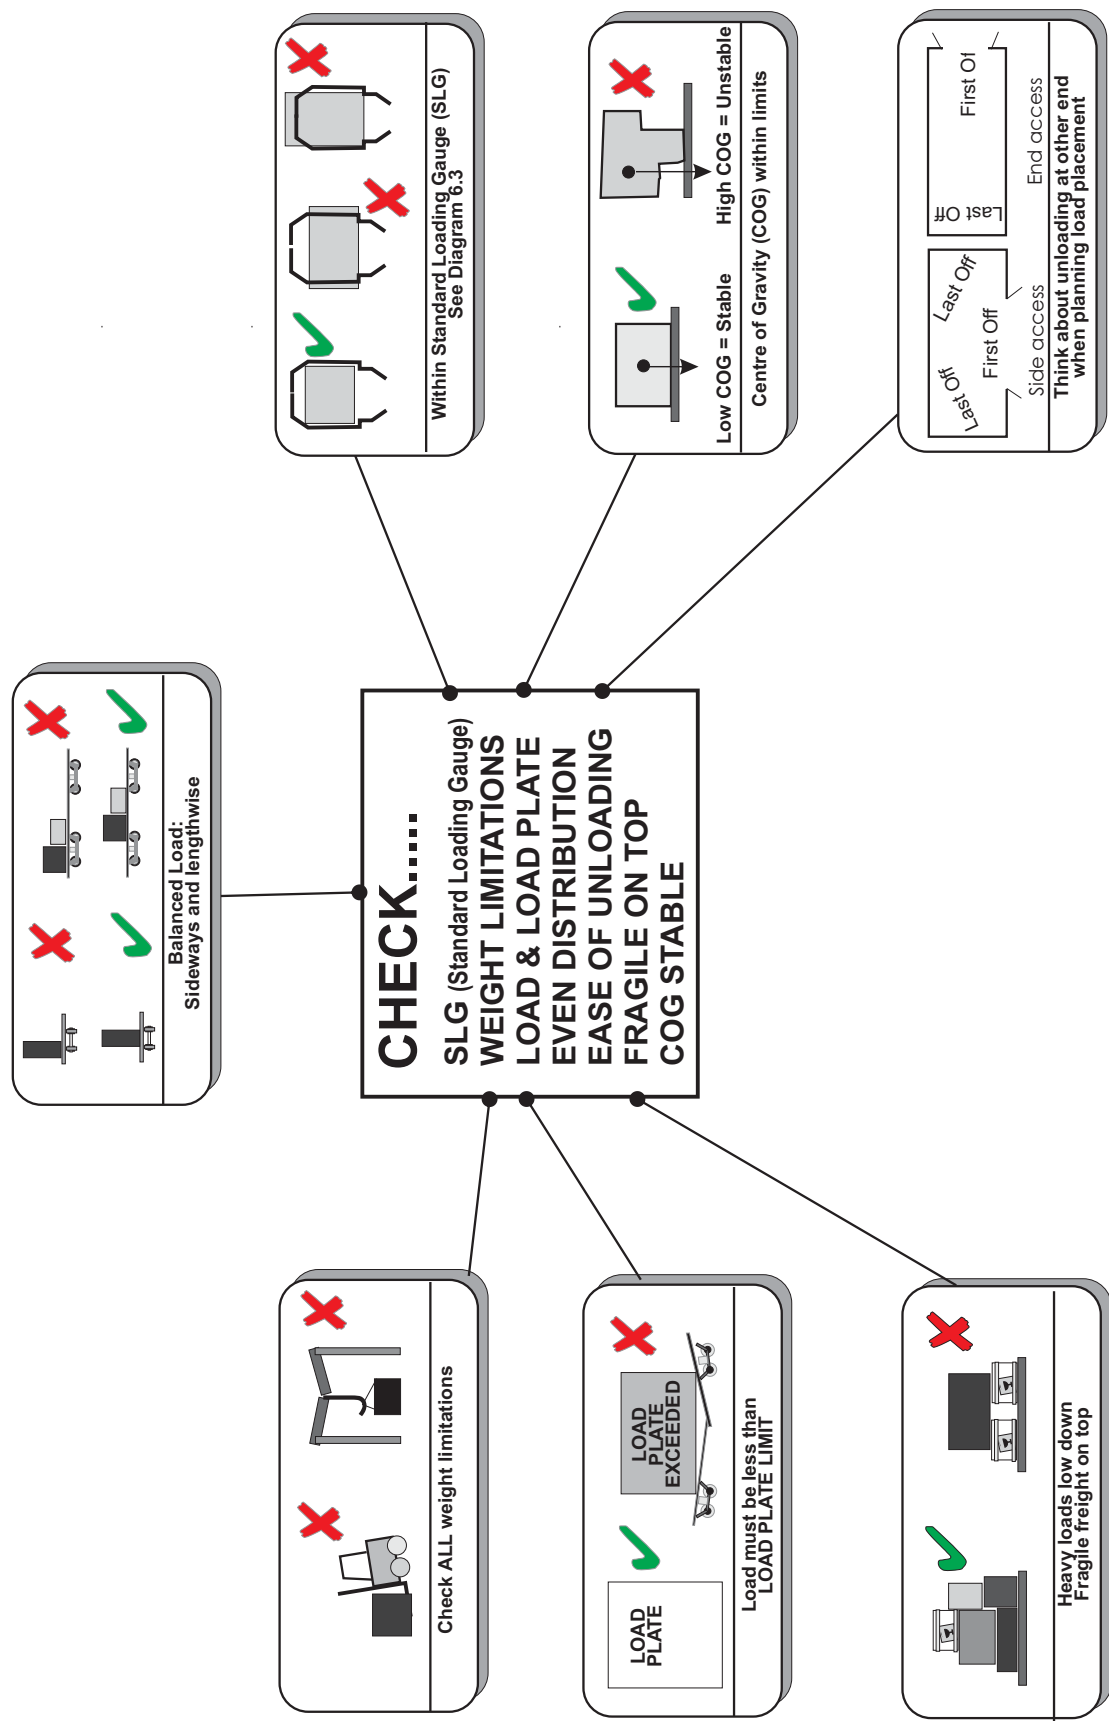 Balanced Load:
Sideways and lengthwise
Check ALL weight limitations
LOAD
PLATE
LOAD
PLATE
EXCEEDED
Load must be less than
LOAD PLATE LIMIT
Heavy loads low down
Fragile freight on top
CHECK.....
SLG (Standard Loading Gauge)
WEIGHT LIMITATIONS
LOAD & LOAD PLATE
EVEN DISTRIBUTION
EASE OF UNLOADING
FRAGILE ON TOP
COG STABLE
Within Standard Loading Gauge (SLG)
See Diagram 6.3
Low COG = Stable
High COG = Unstable
Centre of Gravity (COG) within limits
Last Off
Last Off
First Off
Side access
Last Off
First Of
End access
Think about unloading at other end
when planning load placement